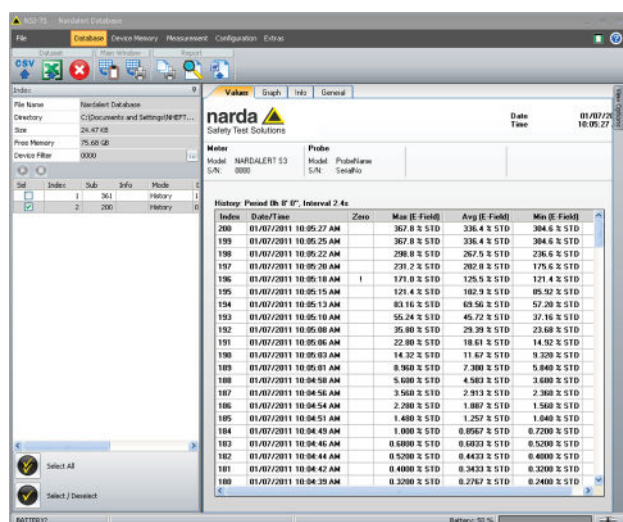 NSJ-TS Nardalert Database
File Database Device Memory Measurement Configuration Extras
Dataset Main Window Report
CSV
Index
File Name Nardalert Database
Directory C:\Documents and Settings\NHEFT...
Size 24.47 KB
Free Memory 75.68 GB
Device Filter 0000 ...
Sel Index Sub Info Mode
1 361 History
2 200 History
Select All
Select / Deselect
Values Graph Info General
View Options
narda
Safety Test Solutions
Date 01/07/2
Time 10:05:27
Meter Probe
Model NARDALERT S3 Model ProbeName
S/N: 0000 S/N: SerialNo
History: Period 0h 8' 0", Interval 2.4s
Index Date/Time Zero Max (E-Field) Avg (E-Field) Min (E-Field)
200 01/07/2011 10:05:27 AM 367.8 % STD 336.4 % STD 304.6 % STD
199 01/07/2011 10:05:25 AM 367.8 % STD 336.4 % STD 304.6 % STD
198 01/07/2011 10:05:22 AM 298.8 % STD 267.5 % STD 236.6 % STD
197 01/07/2011 10:05:20 AM 231.2 % STD 202.8 % STD 175.6 % STD
196 01/07/2011 10:05:18 AM ! 171.0 % STD 125.5 % STD 121.4 % STD
195 01/07/2011 10:05:15 AM 121.4 % STD 102.9 % STD 85.92 % STD
194 01/07/2011 10:05:13 AM 83.16 % STD 69.56 % STD 57.20 % STD
193 01/07/2011 10:05:10 AM 55.24 % STD 45.72 % STD 37.16 % STD
192 01/07/2011 10:05:08 AM 35.80 % STD 29.39 % STD 23.68 % STD
191 01/07/2011 10:05:06 AM 22.80 % STD 18.61 % STD 14.92 % STD
190 01/07/2011 10:05:03 AM 14.32 % STD 11.67 % STD 9.320 % STD
189 01/07/2011 10:05:01 AM 8.960 % STD 7.380 % STD 5.840 % STD
188 01/07/2011 10:04:58 AM 5.600 % STD 4.583 % STD 3.680 % STD
187 01/07/2011 10:04:56 AM 3.560 % STD 2.913 % STD 2.360 % STD
186 01/07/2011 10:04:54 AM 2.280 % STD 1.887 % STD 1.560 % STD
185 01/07/2011 10:04:51 AM 1.480 % STD 1.257 % STD 1.040 % STD
184 01/07/2011 10:04:49 AM 1.000 % STD 0.8567 % STD 0.7200 % STD
183 01/07/2011 10:04:46 AM 0.6800 % STD 0.6033 % STD 0.5200 % STD
182 01/07/2011 10:04:44 AM 0.5200 % STD 0.4433 % STD 0.4000 % STD
181 01/07/2011 10:04:42 AM 0.4000 % STD 0.3433 % STD 0.3200 % STD
180 01/07/2011 10:04:39 AM 0.3200 % STD 0.2767 % STD 0.2400 % STD
BATTERY? Battery: 50 %